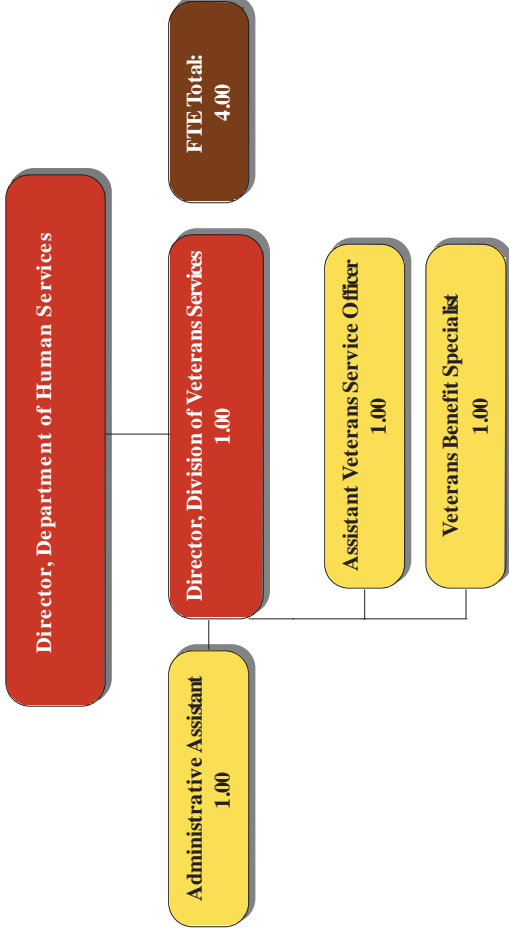 Director, Department of Human Services
Administrative Assistant
1.00
Director, Division of Veterans Services
1.00
FTE Total:
4.00
Assistant Veterans Service Officer
1.00
Veterans Benefit Specialist
1.00